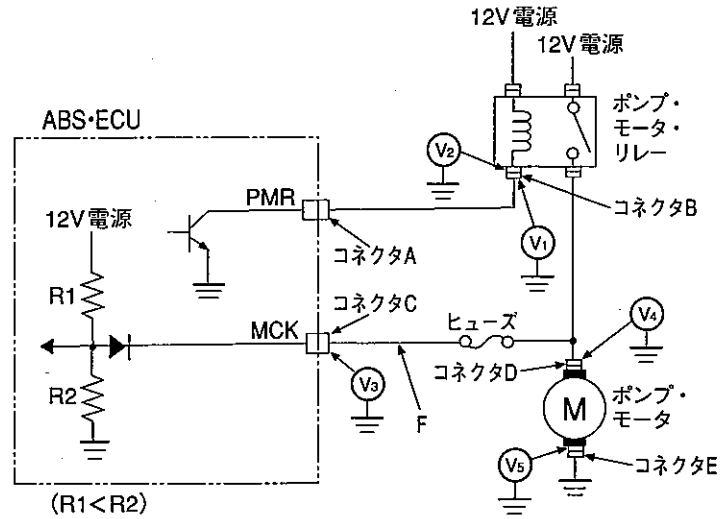 12V電源
12V電源
ABS・ECU
ポンプ・
モータ・
リレー
V2
PMR
コネクタB
12V電源
コネクタA
V1
R1
コネクタC
MCK
ヒューズ
V4
コネクタD
R2
V3
F
M
ポンプ・
モータ
V5
コネクタE
(R1<R2)